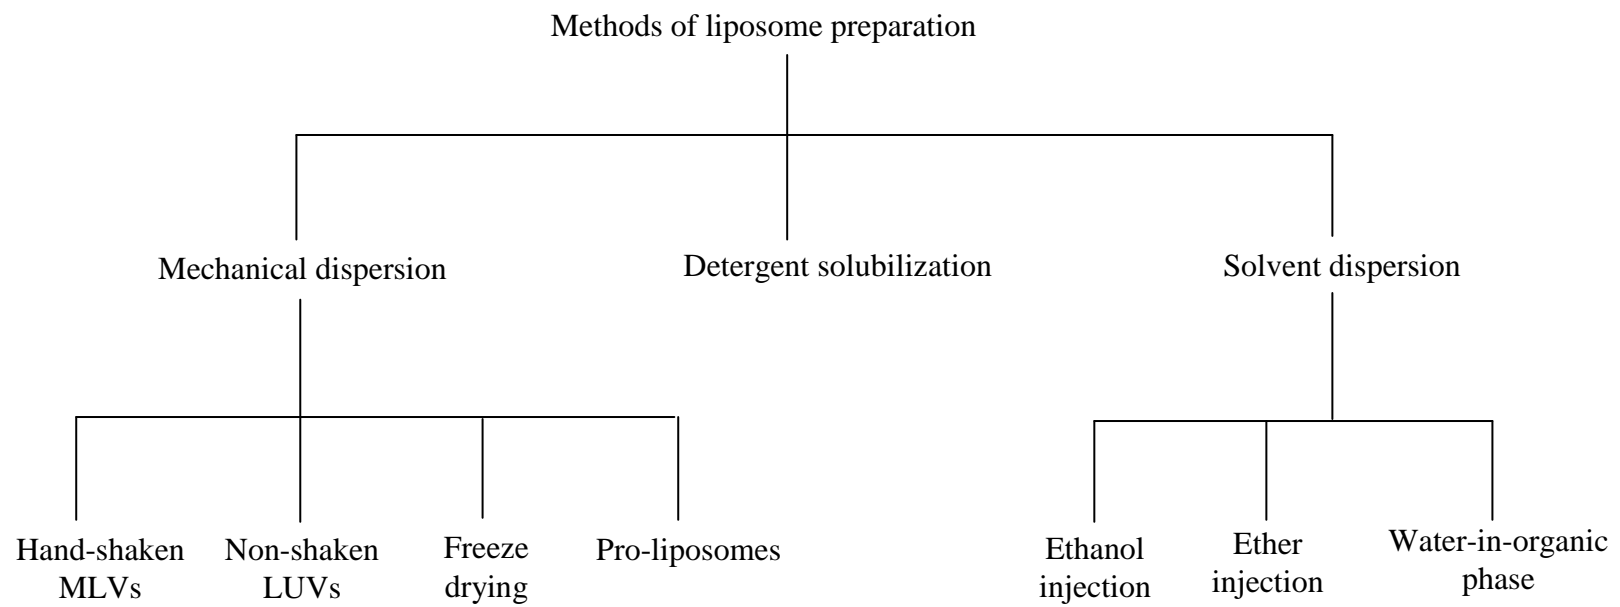 Methods of liposome preparation
Mechanical dispersion
Detergent solubilization
Solvent dispersion
Hand-shaken
MLVs
Non-shaken
LUVs
Freeze
drying
Pro-liposomes
Ethanol
injection
Ether
injection
Water-in-organic
phase